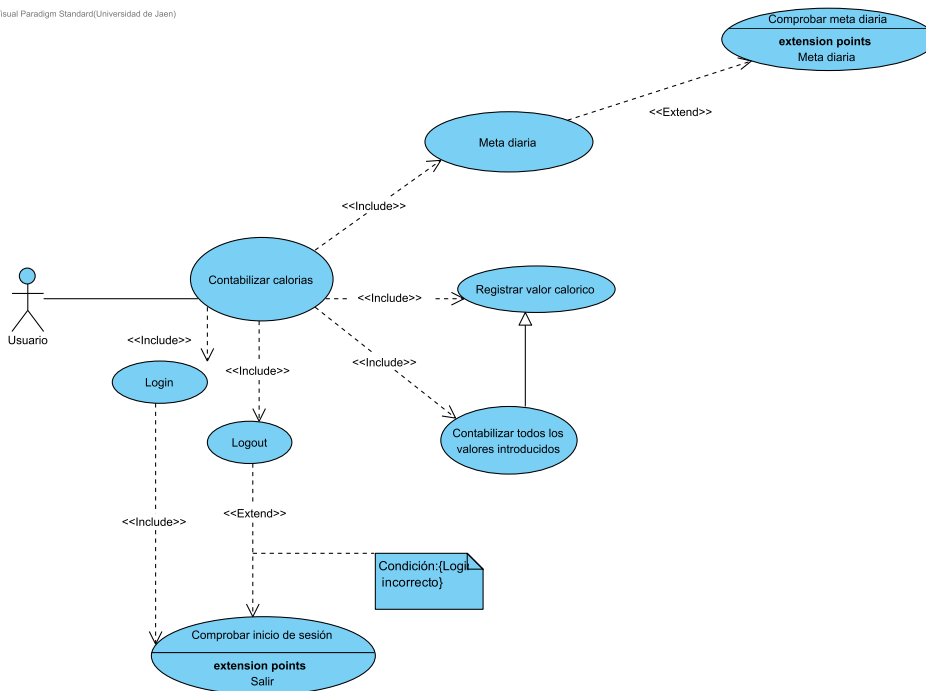 Visual Paradigm Standard(Universidad de Jaen)
Comprobar meta diaria
extension points
Meta diaria
<<Extend>>
Meta diaria
<<Include>>
Contabilizar calorias
<<Include>>
Registrar valor calorico
Usuario
<<Include>>
<<Include>>
<<Include>>
Login
Logout
Contabilizar todos los
valores introducidos
<<Include>>
<<Extend>>
Condición:{Login
incorrecto}
Comprobar inicio de sesión
extension points
Salir